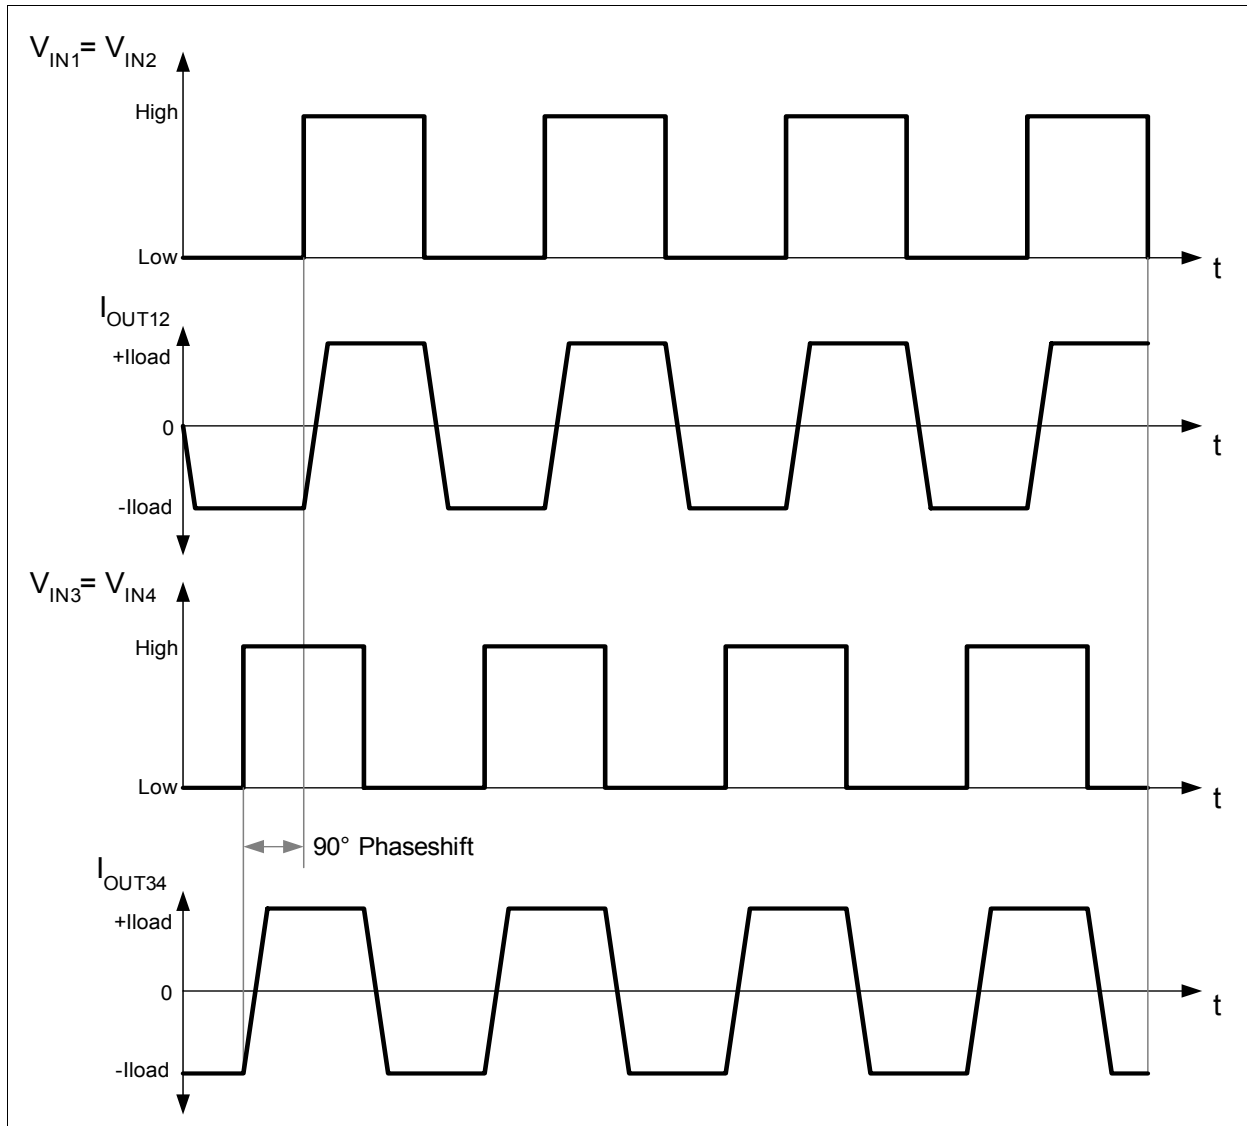 VIN1= VIN2
High
Low
t
IOUT12
+Iload
0
t
-Iload
VIN3= VIN4
High
Low
t
90° Phaseshift
IOUT34
+Iload
0
t
-Iload